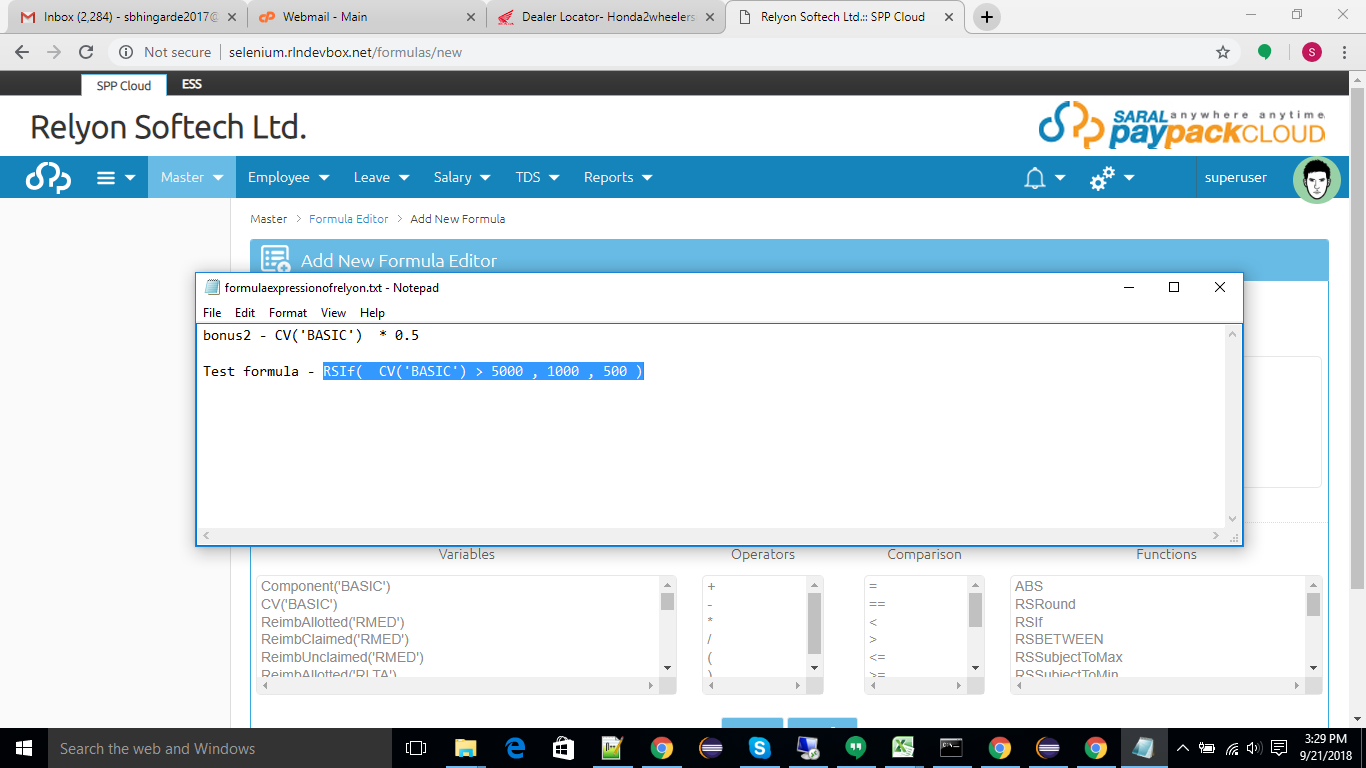 Inbox (2,284) - sbhingarde2017@
Webmail - Main
Dealer Locator- Honda2wheelers
Relyon Softech Ltd.:: SPP Cloud
Not secure | selenium.rlndevbox.net/formulas/new
S
SPP Cloud
ESS
Relyon Softech Ltd.
SARAL anywhere anytime
paypackCLOUD
Master
Employee
Leave
Salary
TDS
Reports
superuser
Master > Formula Editor > Add New Formula
Add New Formula Editor
formulaexpressionofrelyon.txt - Notepad
File Edit Format View Help
bonus2 - CV('BASIC')  * 0.5
Test formula - RSIf(  CV('BASIC') > 5000 , 1000 , 500 )
Variables
Operators
Comparison
Functions
Component('BASIC')
CV('BASIC')
ReimbAllotted('RMED')
ReimbClaimed('RMED')
ReimbUnclaimed('RMED')
ReimbAllotted('RLTA')
+
-
*
/
(
)
=
==
<
>
<=
>=
ABS
RSRound
RSIf
RSBETWEEN
RSSubjectToMax
RSSubjectToMin
Search the web and Windows
3:29 PM
9/21/2018